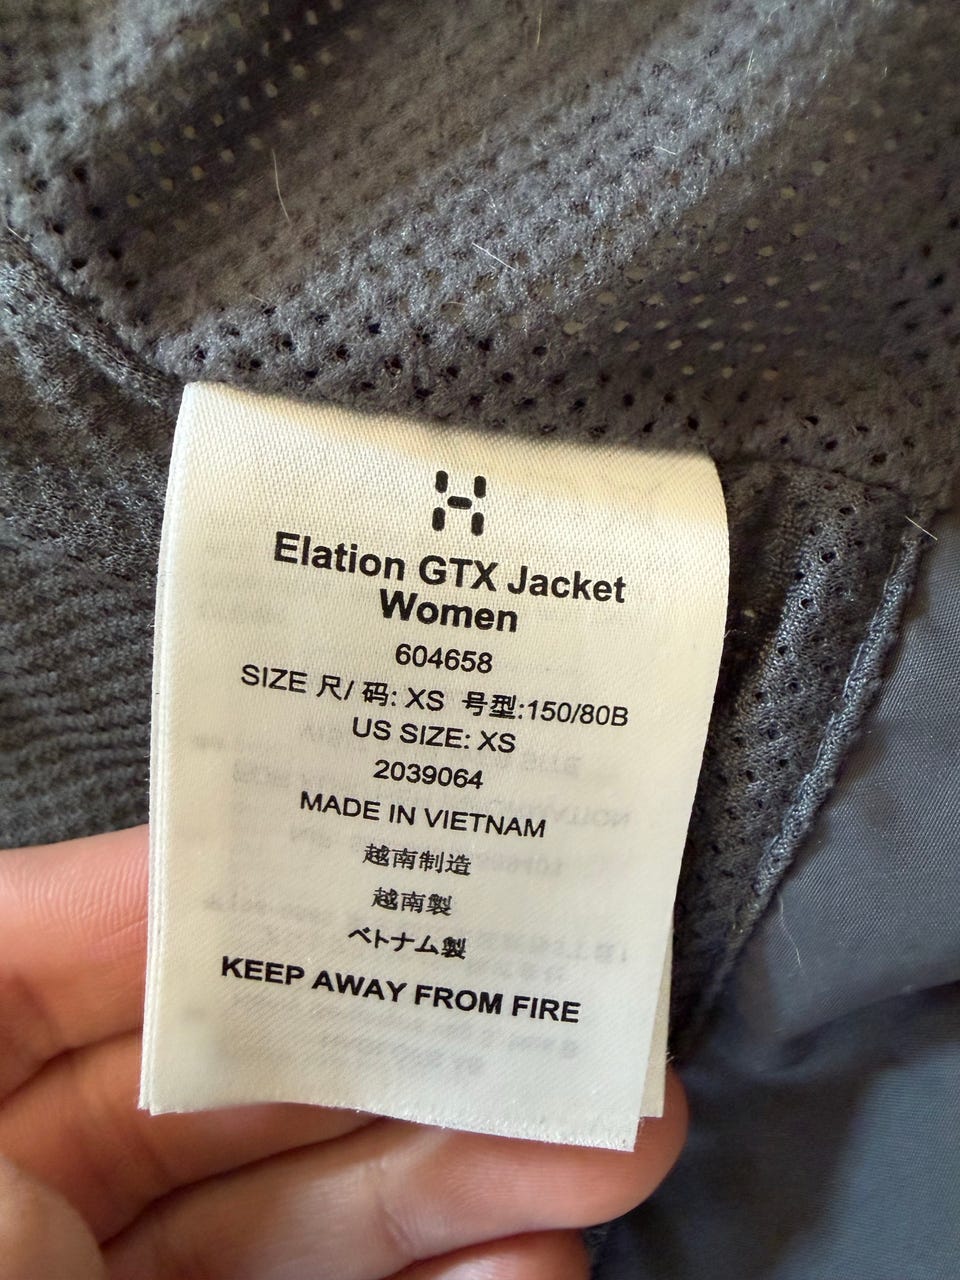 Elation GTX Jacket
Women
604658
SIZE 尺/ 码: XS 号型:150/80B
US SIZE: XS
2039064
MADE IN VIETNAM
越南制造
越南製
ベトナム製
KEEP AWAY FROM FIRE